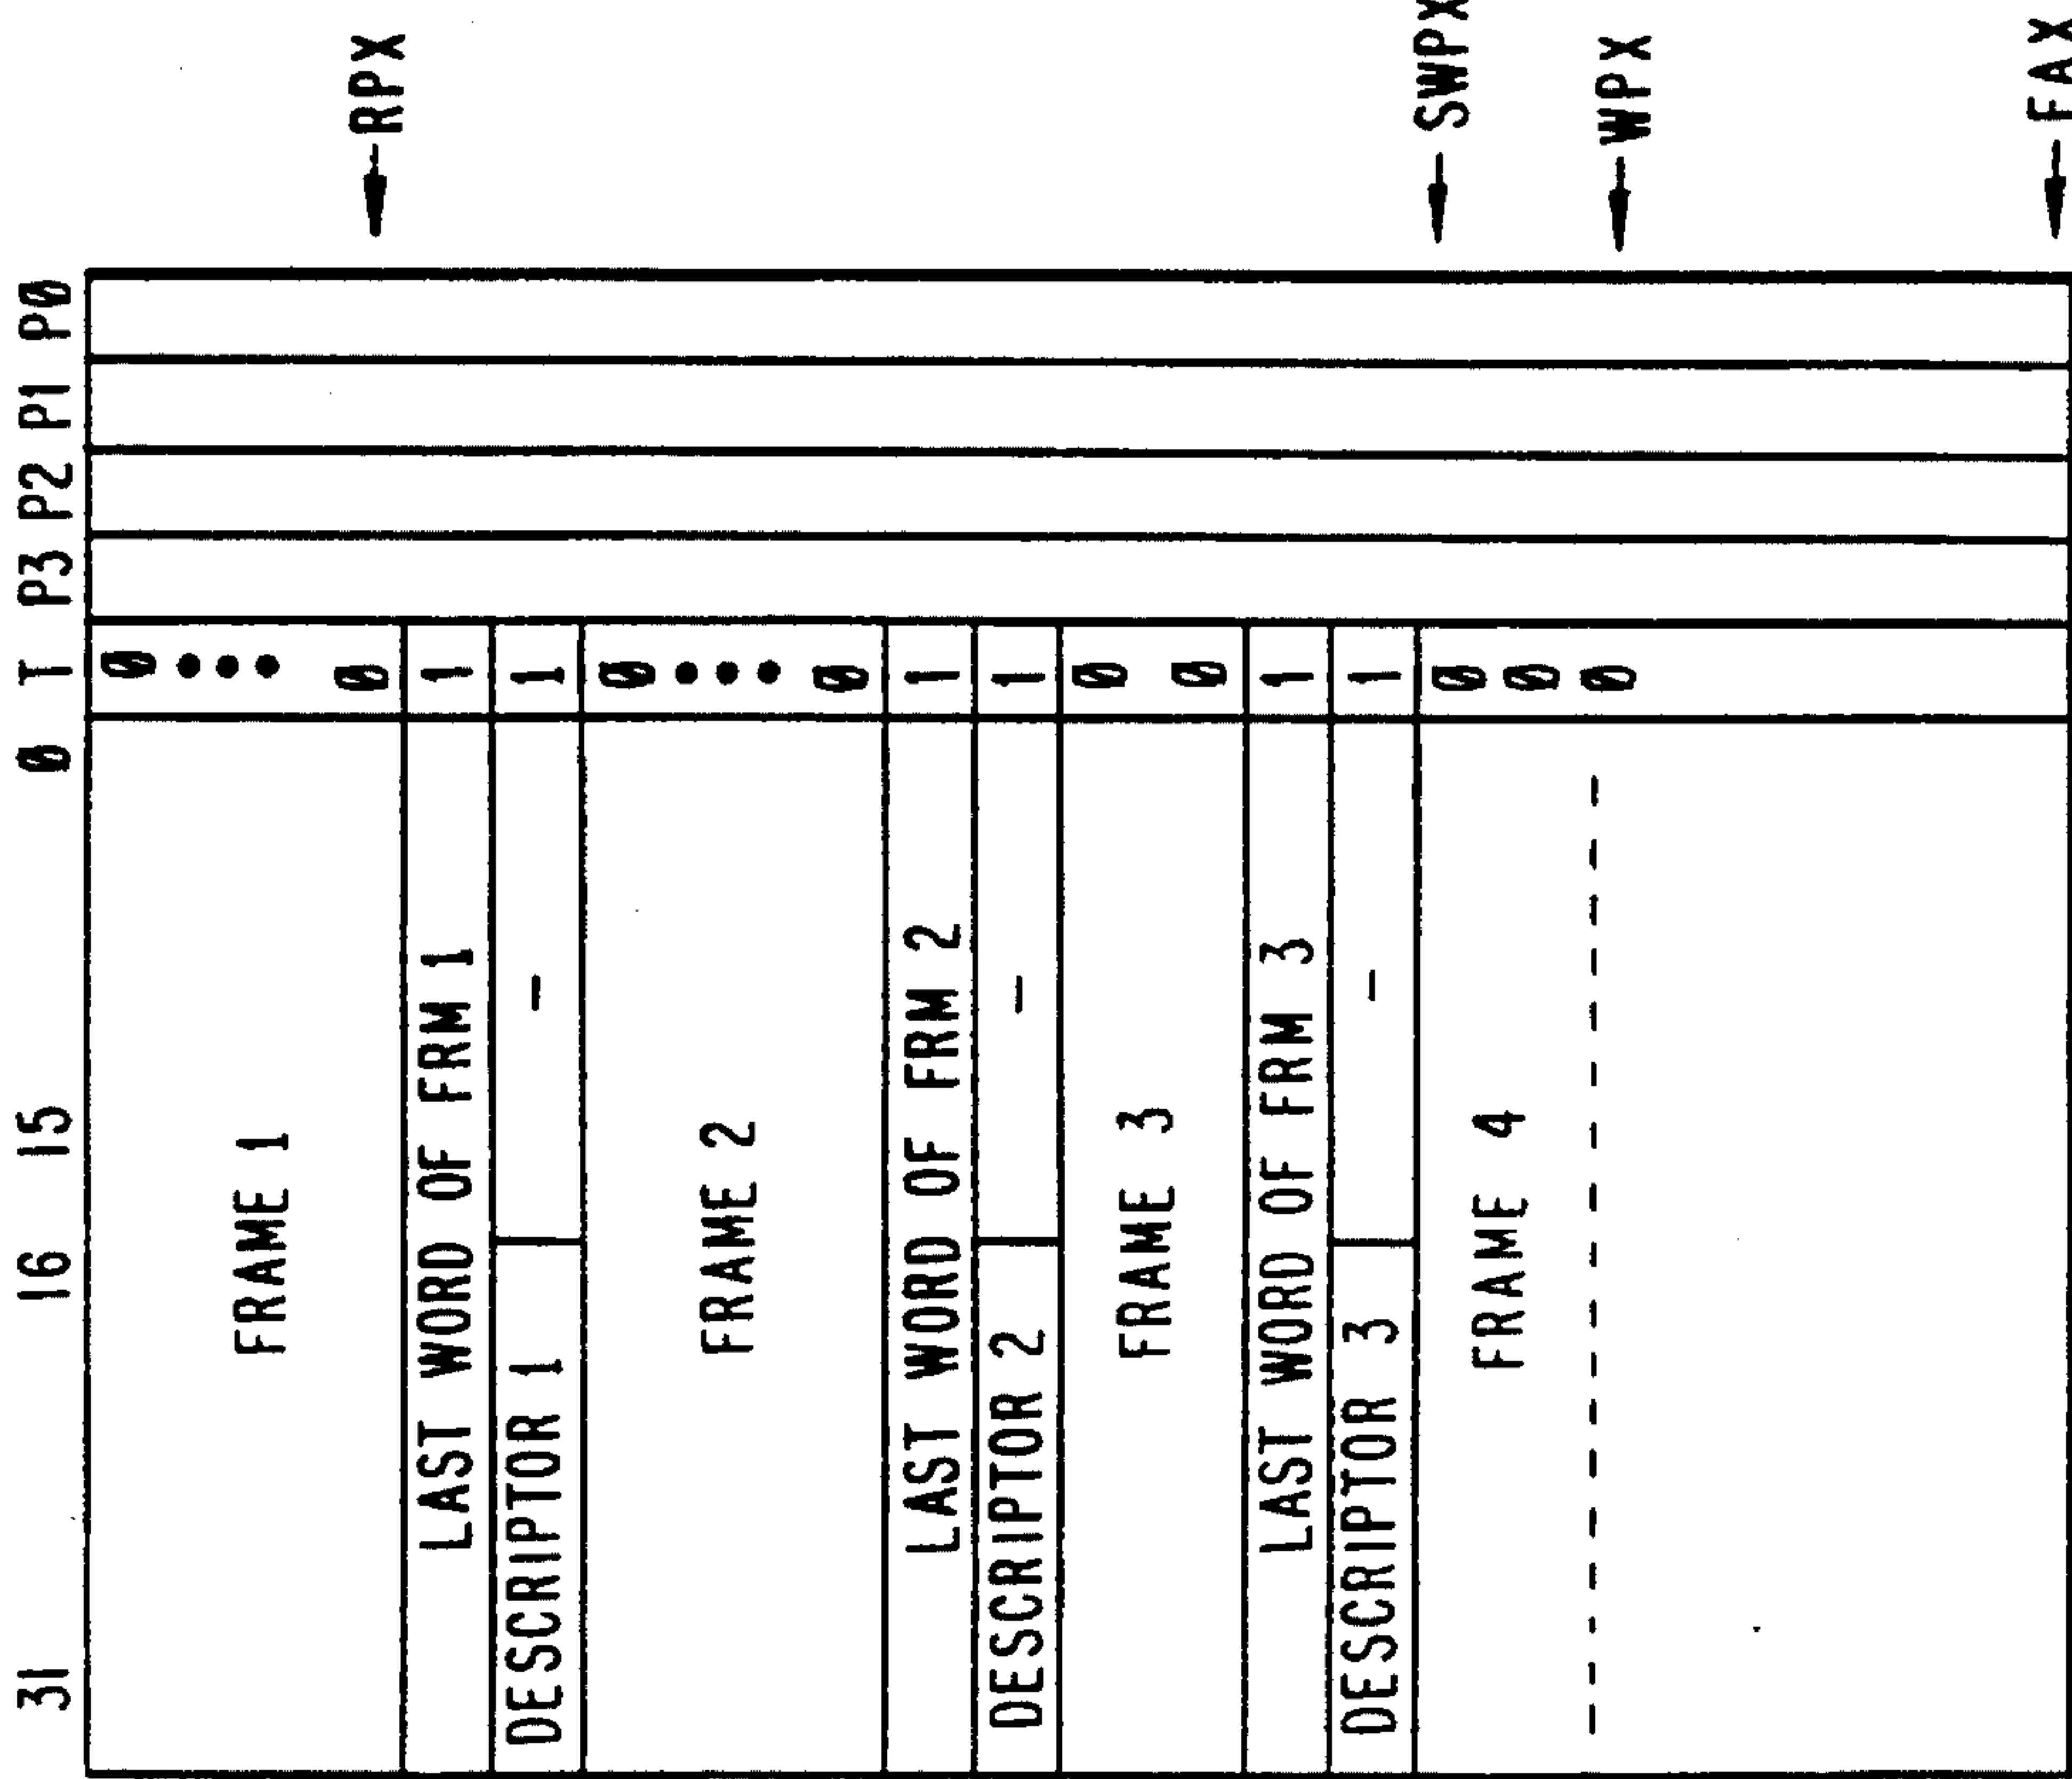 31 16 15 0 T P3 P2 P1 P0
0
FRAME 1
0 RPX
LAST WORD OF FRM 1 1
DESCRIPTOR 1 - 1
0
FRAME 2
0
LAST WORD OF FRM 2 1
DESCRIPTOR 2 - 1
0
FRAME 3
0
LAST WORD OF FRM 3 1
DESCRIPTOR 3 - 1
0 SWPX
FRAME 4 0
0 WPX